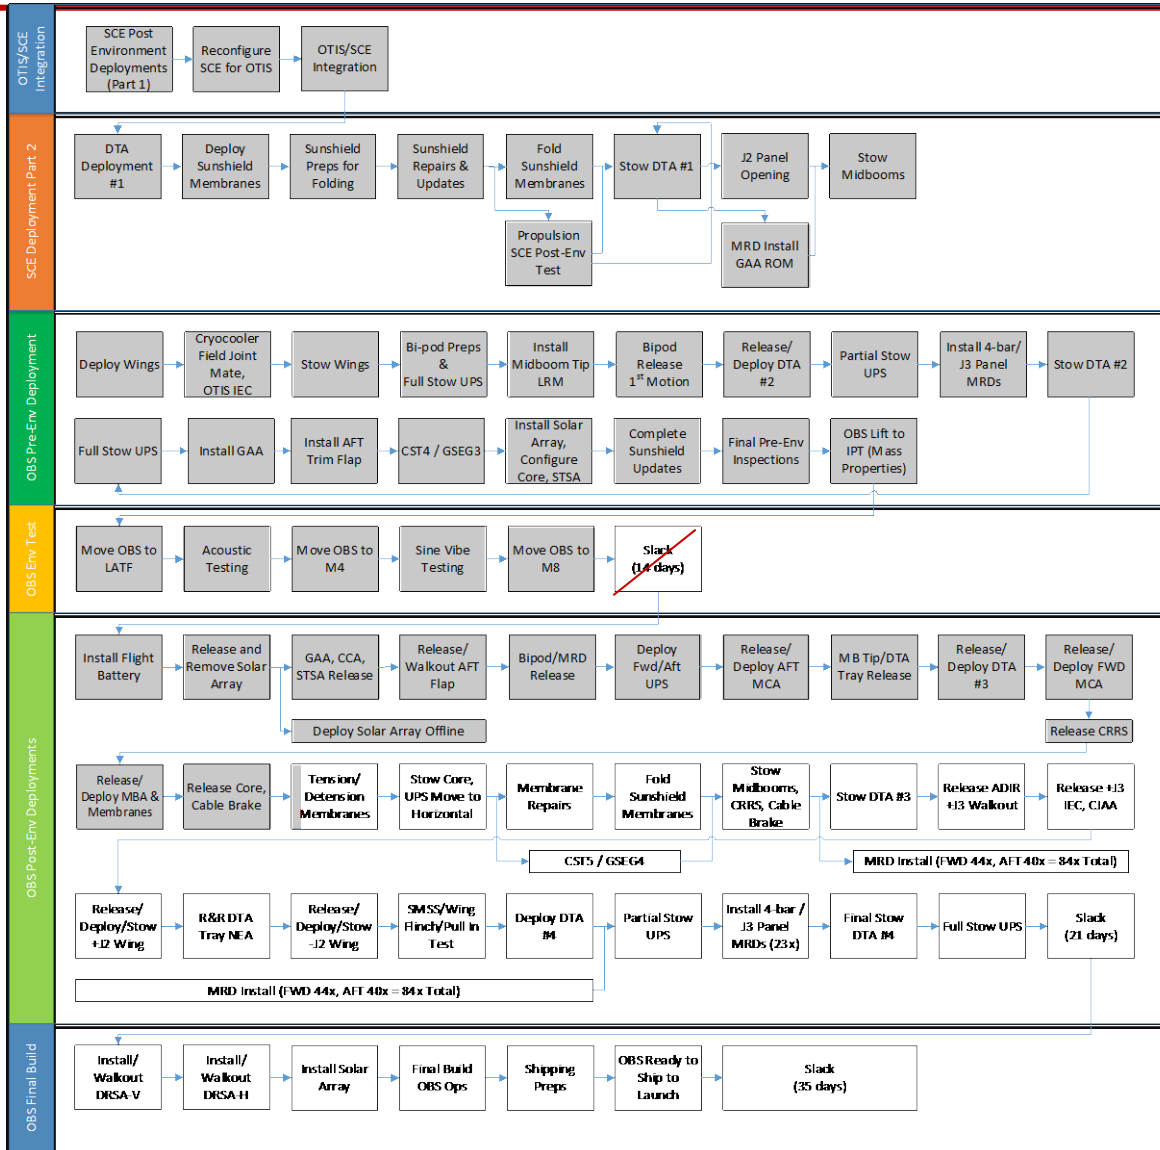 OTIS/SCE
Integration
SCE Post
Environment
Deployments
(Part 1)
Reconfigure
SCE for OTIS
OTIS/SCE
Integration
SCE Deployment Part 2
DTA
Deployment
#1
Deploy
Sunshield
Membranes
Sunshield
Preps for
Folding
Sunshield
Repairs &
Updates
Fold
Sunshield
Membranes
Stow DTA #1
J2 Panel
Opening
Stow
Midbooms
Propulsion
SCE Post-Env
Test
MRD Install
GAA ROM
OBS Pre-Env Deployment
Deploy Wings
Cryocooler
Field Joint
Mate,
OTIS IEC
Stow Wings
Bi-pod Preps
&
Full Stow UPS
Install
Midboom Tip
LRM
Bipod
Release
1st Motion
Release/
Deploy DTA
#2
Partial Stow
UPS
Install 4-bar/
J3 Panel
MRDs
Stow DTA #2
Full Stow UPS
Install GAA
Install AFT
Trim Flap
CST4 / GSEG3
Install Solar
Array,
Configure
Core, STSA
Complete
Sunshield
Updates
Final Pre-Env
Inspections
OBS Lift to
IPT (Mass
Properties)
OBS Env Test
Move OBS to
LATF
Acoustic
Testing
Move OBS to
M4
Sine Vibe
Testing
Move OBS to
M8
Slack
(14 days)
OBS Post-Env Deployments
Install Flight
Battery
Release and
Remove Solar
Array
GAA, CCA,
STSA Release
Release/
Walkout AFT
Flap
Bipod/MRD
Release
Deploy
Fwd/Aft
UPS
Release/
Deploy AFT
MCA
MB Tip/DTA
Tray Release
Release/
Deploy DTA
#3
Release/
Deploy FWD
MCA
Deploy Solar Array Offline
Release CRRS
Release/
Deploy MBA &
Membranes
Release Core,
Cable Brake
Tension/
Detension
Membranes
Stow Core,
UPS Move to
Horizontal
Membrane
Repairs
Fold
Sunshield
Membranes
Stow
Midbooms,
CRRS, Cable
Brake
Stow DTA #3
Release ADIR
+J3 Walkout
Release +J3
IEC, CJAA
CST5 / GSEG4
MRD Install (FWD 44x, AFT 40x = 84x Total)
Release/
Deploy/Stow
+J2 Wing
R&R DTA
Tray NEA
Release/
Deploy/Stow
-J2 Wing
SMSS/Wing
Flinch/Pull In
Test
Deploy DTA
#4
Partial Stow
UPS
Install 4-bar /
J3 Panel
MRDs (23x)
Final Stow
DTA #4
Full Stow UPS
Slack
(21 days)
MRD Install (FWD 44x, AFT 40x = 84x Total)
OBS Final Build
Install/
Walkout
DRSA-V
Install/
Walkout
DRSA-H
Install Solar
Array
Final Build
OBS Ops
Shipping
Preps
OBS Ready to
Ship to
Launch
Slack
(35 days)